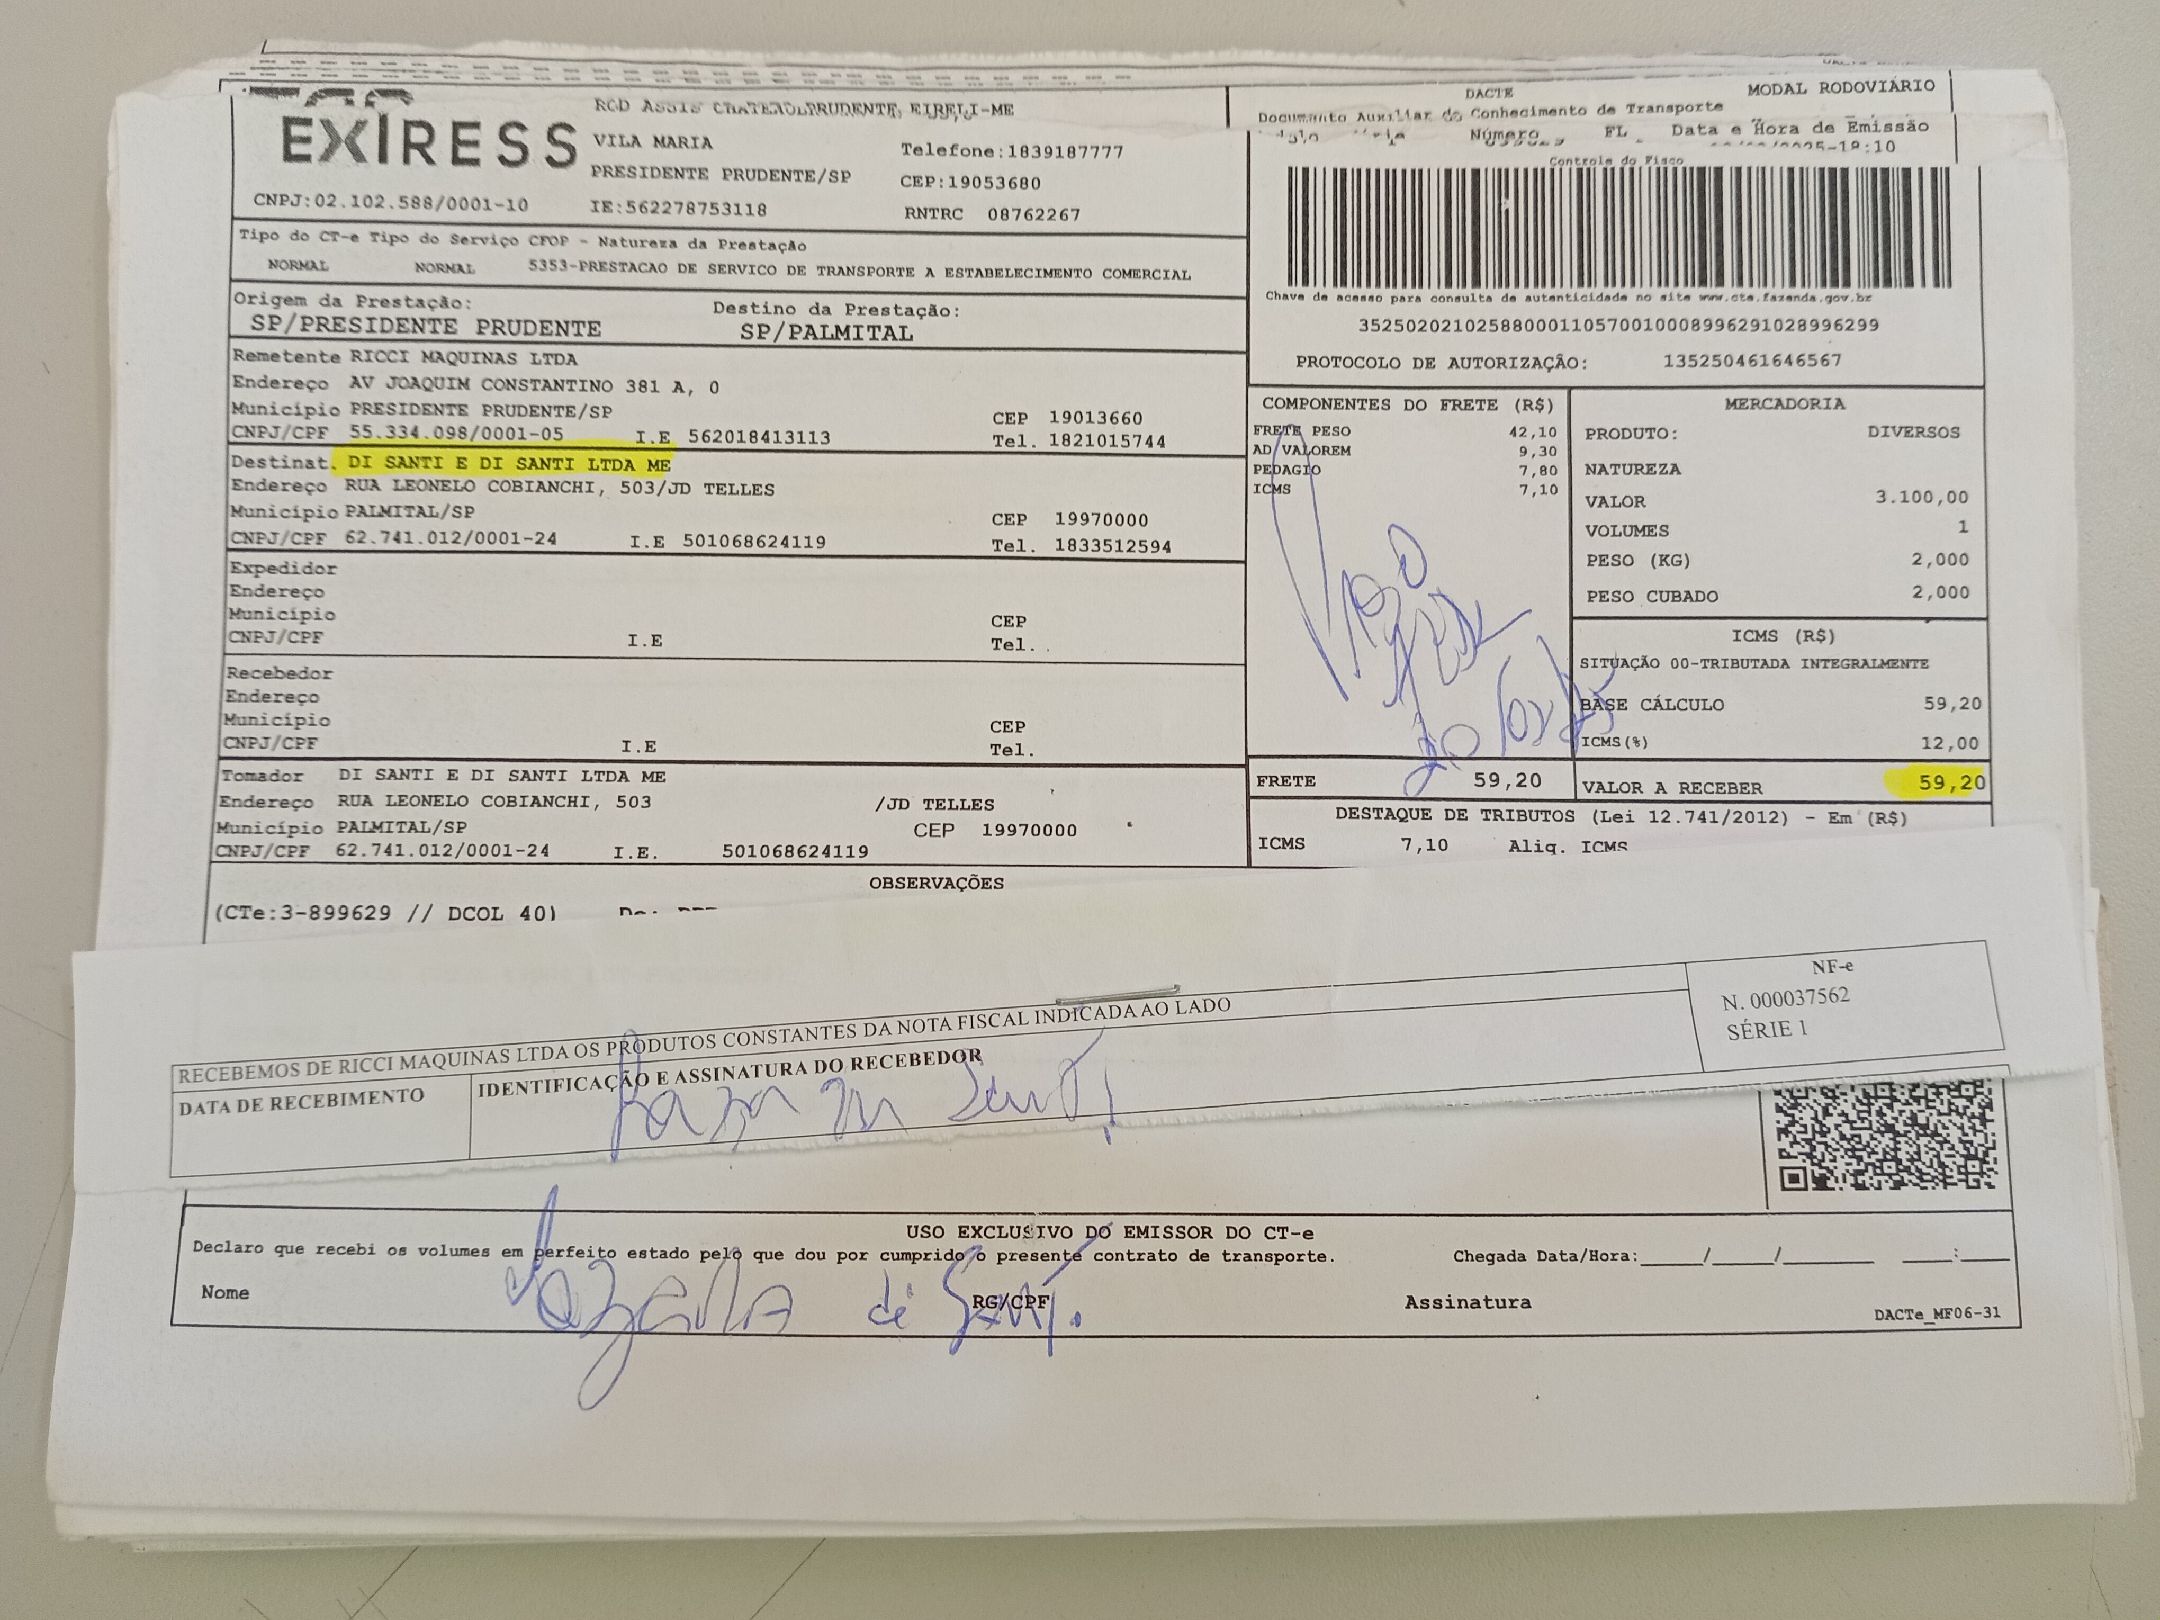 EXIRESS
VILA MARIA
Telefone:1839187777
PRESIDENTE PRUDENTE/SP
CEP:19053680
CNPJ:02.102.588/0001-10 IE:562278753118 RNTRC 08762267
Tipo do CT-e Tipo do Serviço CFOP - Natureza da Prestação
NORMAL NORMAL 5353-PRESTACAO DE SERVICO DE TRANSPORTE A ESTABELECIMENTO COMERCIAL
Origem da Prestação: Destino da Prestação:
SP/PRESIDENTE PRUDENTE SP/PALMITAL
Remetente RICCI MAQUINAS LTDA
Endereço AV JOAQUIM CONSTANTINO 381 A, 0
Município PRESIDENTE PRUDENTE/SP CEP 19013660
CNPJ/CPF 55.334.098/0001-05 I.E 562018413113 Tel. 1821015744
Destinat. DI SANTI E DI SANTI LTDA ME
Endereço RUA LEONELO COBIANCHI, 503/JD TELLES
Município PALMITAL/SP CEP 19970000
CNPJ/CPF 62.741.012/0001-24 I.E 501068624119 Tel. 1833512594
Expedidor
Endereço
Município CEP
CNPJ/CPF I.E Tel.
Recebedor
Endereço
Município CEP
CNPJ/CPF I.E Tel.
Tomador DI SANTI E DI SANTI LTDA ME
Endereço RUA LEONELO COBIANCHI, 503 /JD TELLES
Município PALMITAL/SP CEP 19970000
CNPJ/CPF 62.741.012/0001-24 I.E. 501068624119
OBSERVAÇÕES
(CTe:3-899629 // DCOL 40)
DACTE MODAL RODOVIÁRIO
Documento Auxiliar do Conhecimento de Transporte
Número FL Data e Hora de Emissão
Controle do Fisco
Chave de acesso para consulta de autenticidade no site www.cte.fazenda.gov.br
35250202102588000110570010008996291028996299
PROTOCOLO DE AUTORIZAÇÃO: 135250461646567
COMPONENTES DO FRETE (R$)
FRETE PESO 42,10
AD VALOREM 9,30
PEDAGIO 7,80
ICMS 7,10
MERCADORIA
PRODUTO: DIVERSOS
NATUREZA
VALOR 3.100,00
VOLUMES 1
PESO (KG) 2,000
PESO CUBADO 2,000
ICMS (R$)
SITUAÇÃO 00-TRIBUTADA INTEGRALMENTE
BASE CÁLCULO 59,20
ICMS(%) 12,00
FRETE 59,20 VALOR A RECEBER 59,20
DESTAQUE DE TRIBUTOS (Lei 12.741/2012) - Em (R$)
ICMS 7,10 Aliq. ICMS
RECEBEMOS DE RICCI MAQUINAS LTDA OS PRODUTOS CONSTANTES DA NOTA FISCAL INDICADA AO LADO
DATA DE RECEBIMENTO IDENTIFICAÇÃO E ASSINATURA DO RECEBEDOR
NF-e
N. 000037562
SÉRIE 1
USO EXCLUSIVO DO EMISSOR DO CT-e
Declaro que recebi os volumes em perfeito estado pelo que dou por cumprido o presente contrato de transporte. Chegada Data/Hora:____/____/______ ___:___
Nome RG/CPF Assinatura
DACTe_MF06-31